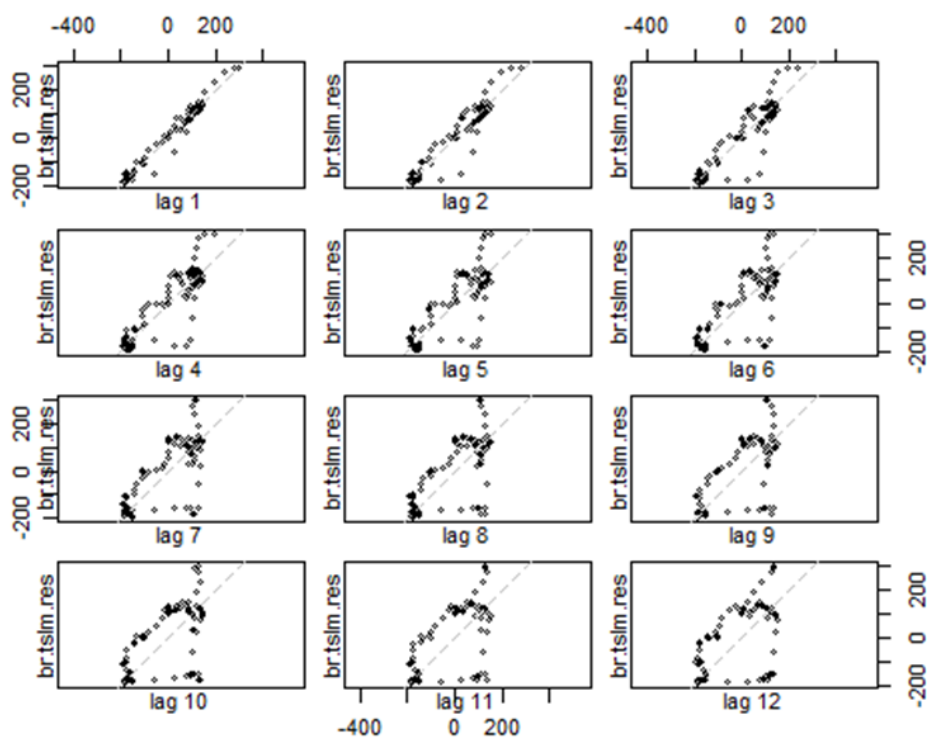 -400 0 200 -400 0 200
br.tslm.res br.tslm.res br.tslm.res
-200 0 200
lag 1 lag 2 lag 3
br.tslm.res br.tslm.res br.tslm.res
-200 0 200
lag 4 lag 5 lag 6
br.tslm.res br.tslm.res br.tslm.res
-200 0 200
lag 7 lag 8 lag 9
br.tslm.res br.tslm.res br.tslm.res
-200 0 200
lag 10 lag 11 lag 12
-400 0 200